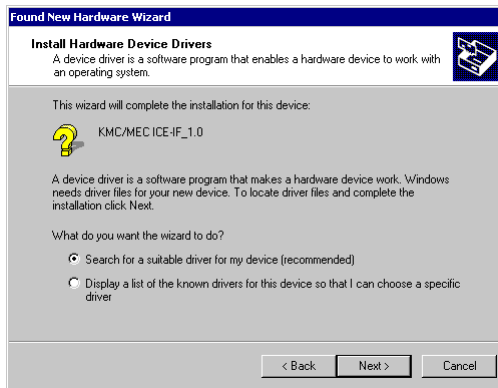 Found New Hardware Wizard
Install Hardware Device Drivers
A device driver is a software program that enables a hardware device to work with
an operating system.
This wizard will complete the installation for this device:
KMC/MEC ICE-IF_1.0
A device driver is a software program that makes a hardware device work. Windows
needs driver files for your new device. To locate driver files and complete the
installation click Next.
What do you want the wizard to do?
Search for a suitable driver for my device (recommended)
Display a list of the known drivers for this device so that I can choose a specific
driver
< Back Next > Cancel